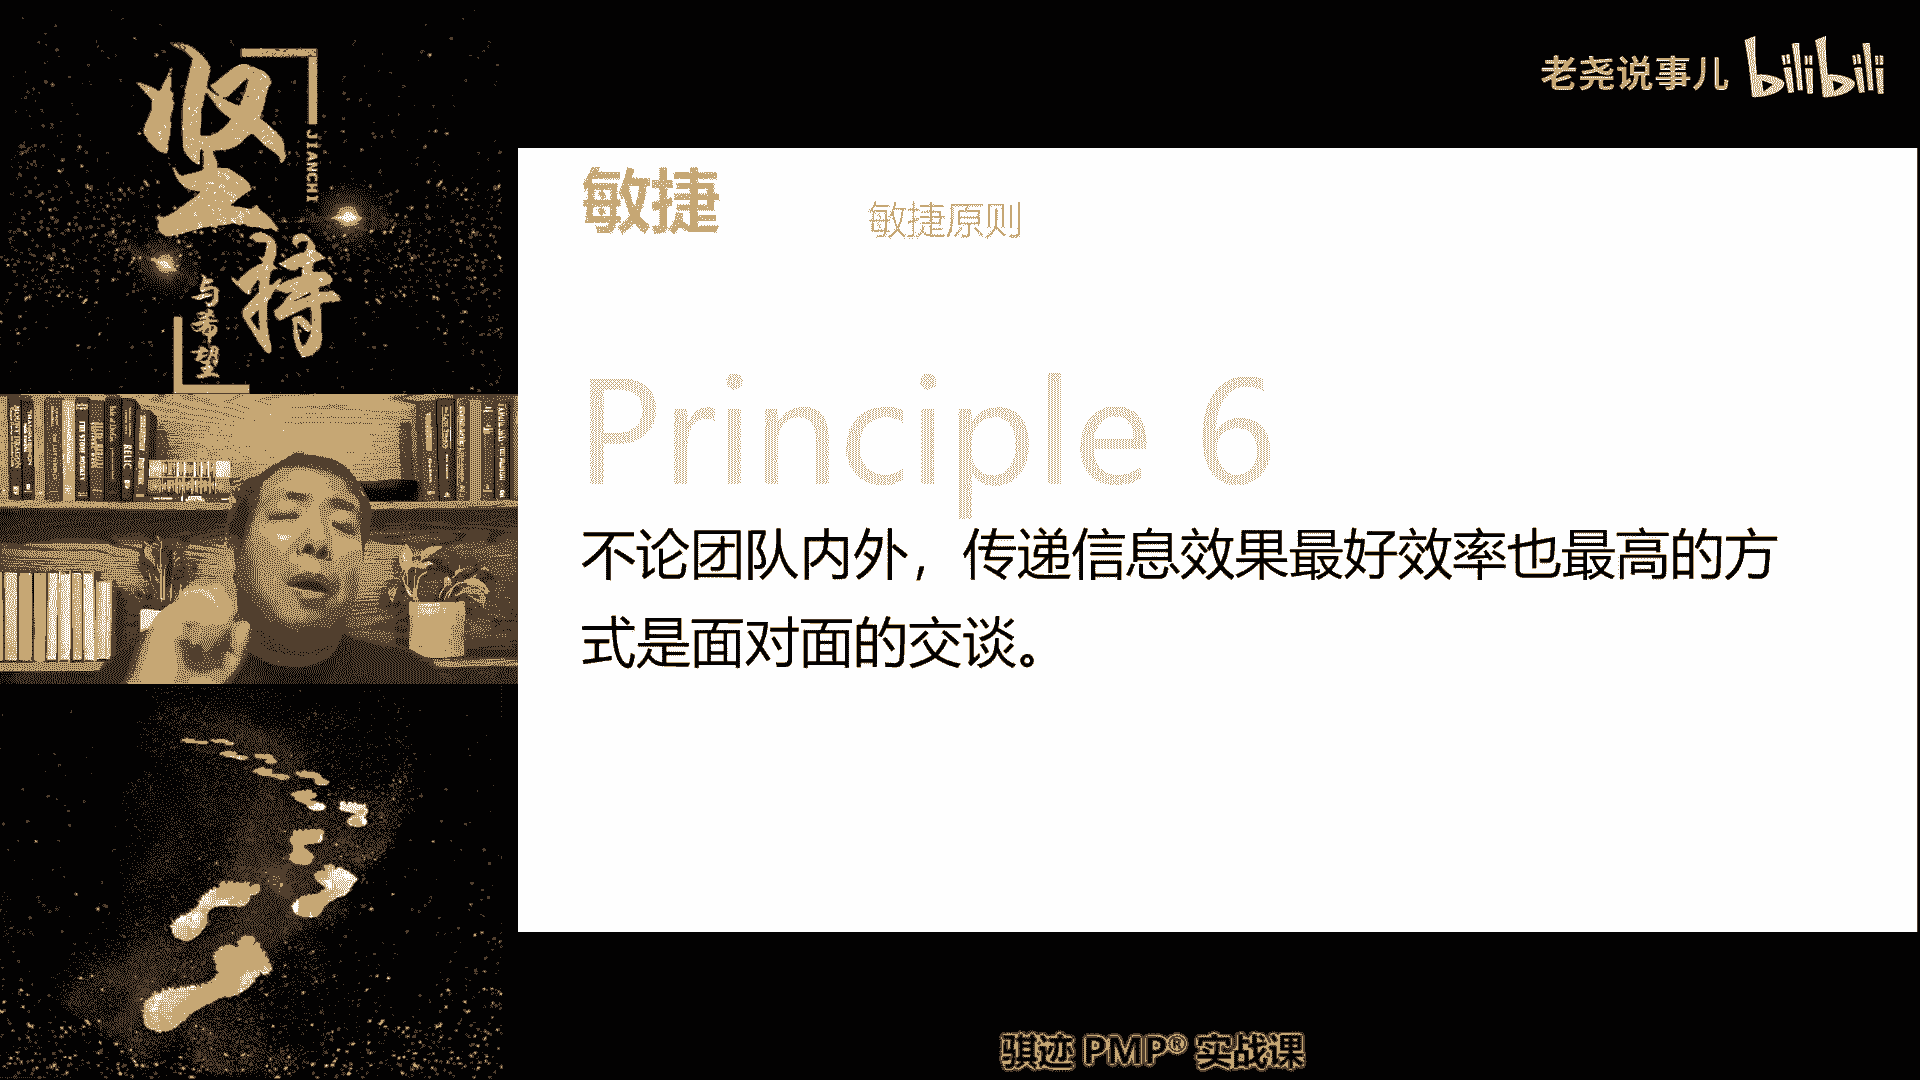 坚持
JIANCHI
与希望
老尧说事儿 bilibili
敏捷
敏捷原则
Principle 6
不论团队内外，传递信息效果最好效率也最高的方
式是面对面的交谈。
骐迹 PMP® 实战课